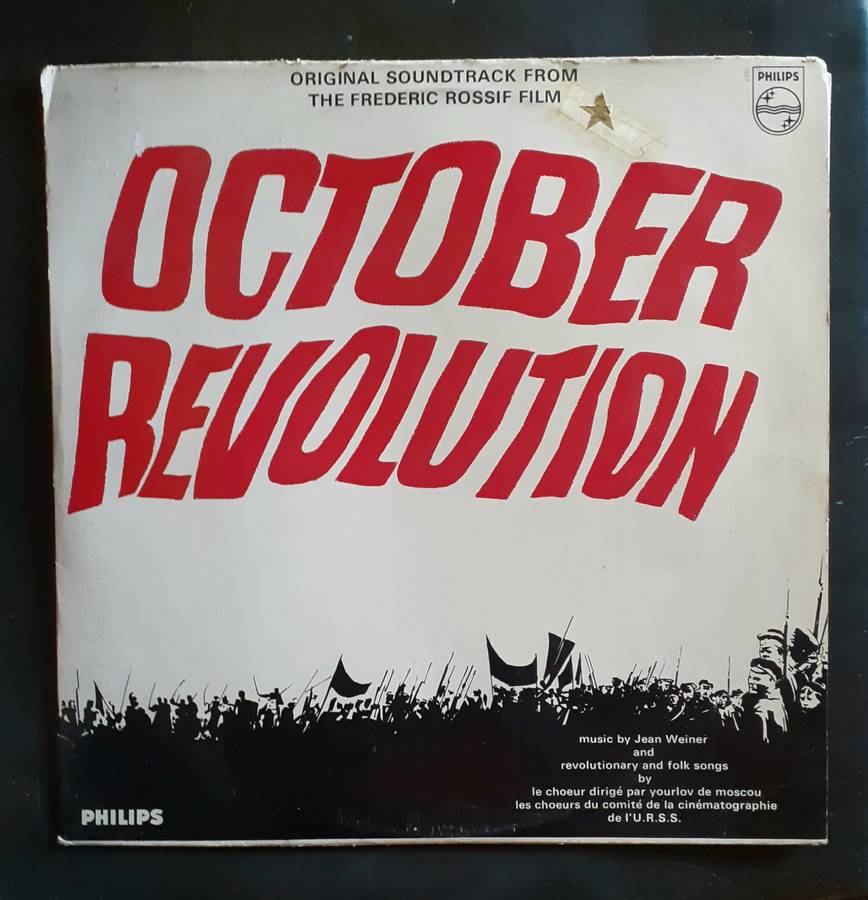 ORIGINAL SOUNDTRACK FROM
THE FREDERIC ROSSIF FILM
PHILIPS
OCTOBER
REVOLUTION
music by Jean Weiner
and
revolutionary and folk songs
by
le choeur dirigé par yourlov de moscou
les choeurs du comité de la cinématographie
de l'U.R.S.S.
PHILIPS